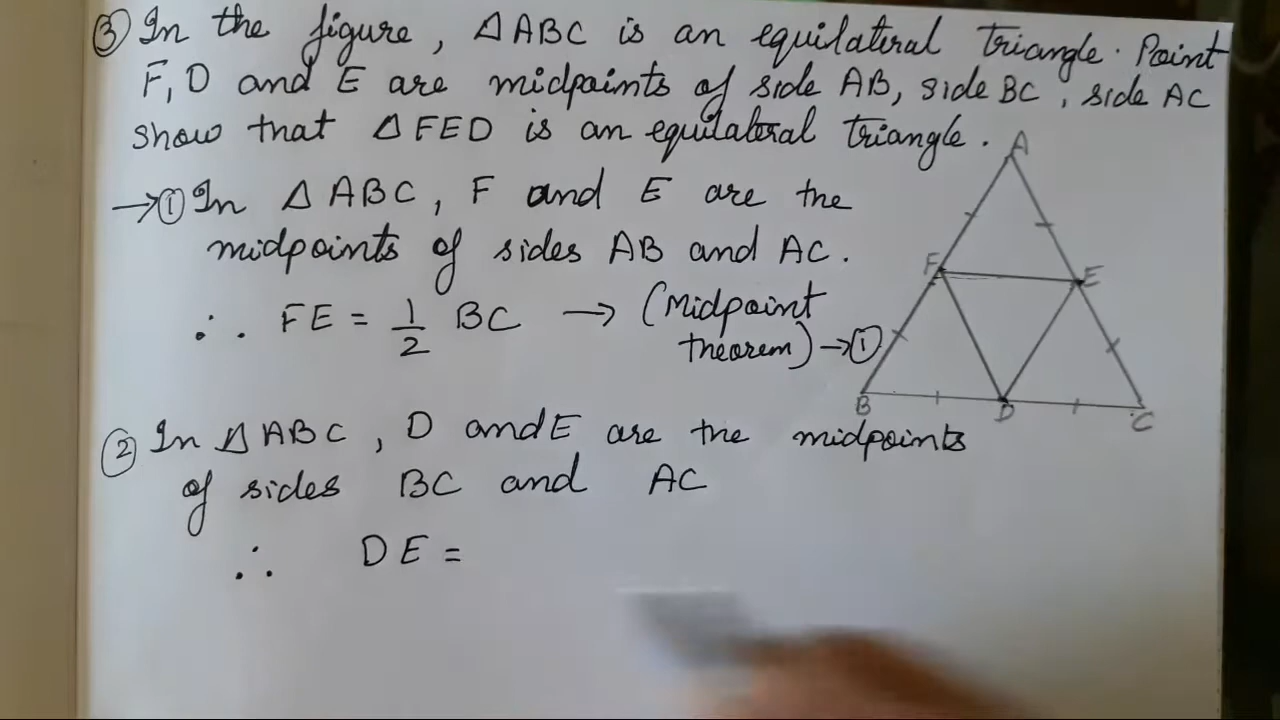 ③ In the figure, △ABC is an equilateral triangle. Point
F, D and E are midpoints of side AB, side BC, side AC
show that △FED is an equilateral triangle.
→① In △ABC, F and E are the
midpoints of sides AB and AC.
∴ FE = 1/2 BC → (Midpoint
theorem) →①
② In △ABC, D and E are the midpoints
of sides BC and AC
∴ DE =
A
F
E
B
D
C